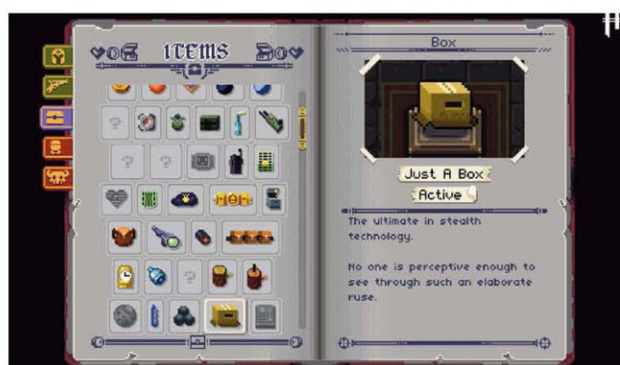 ITEMS
?
? ?
?
Box
Just A Box
Active
The ultimate in stealth
technology.
No one is perceptive enough to
see through such an elaborate
ruse.